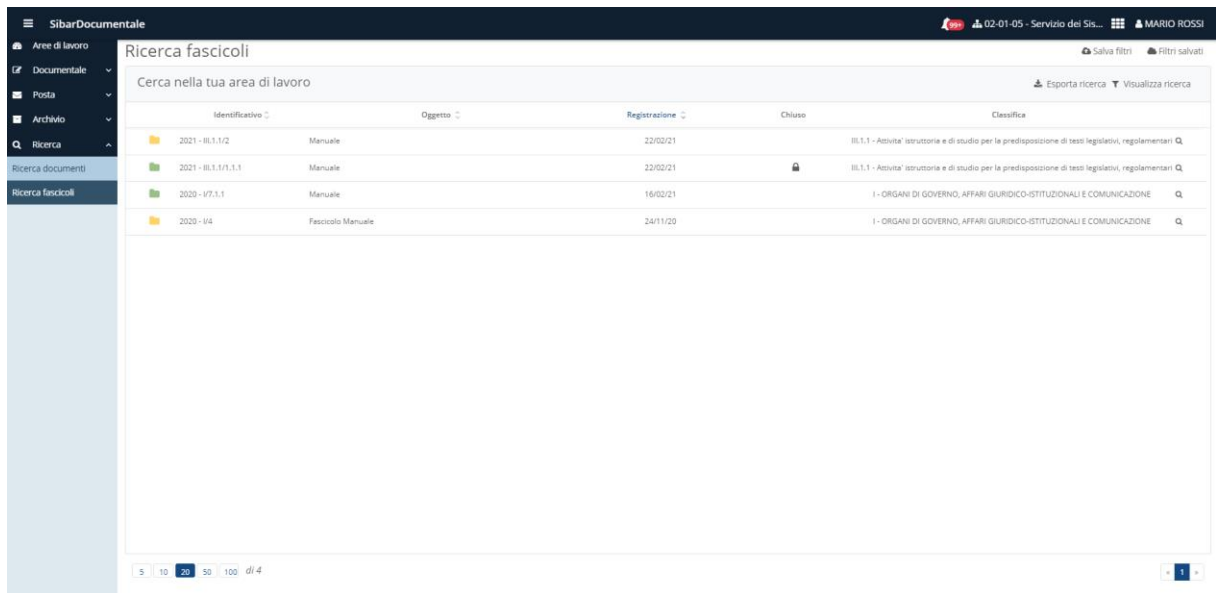 SibarDocumentale 99+ 02-01-05 - Servizio dei Sis... MARIO ROSSI
Aree di lavoro
Documentale
Posta
Archivio
Ricerca
Ricerca documenti
Ricerca fascicoli
Ricerca fascicoli Salva filtri Filtri salvati
Cerca nella tua area di lavoro Esporta ricerca Visualizza ricerca
Identificativo Oggetto Registrazione Chiuso Classifica
2021 - III.1.1/2 Manuale 22/02/21 III.1.1 - Attivita' istruttoria e di studio per la predisposizione di testi legislativi, regolamentari
2021 - III.1.1/1.1.1 Manuale 22/02/21 III.1.1 - Attivita' istruttoria e di studio per la predisposizione di testi legislativi, regolamentari
2020 - I/7.1.1 Manuale 16/02/21 I - ORGANI DI GOVERNO, AFFARI GIURIDICO-ISTITUZIONALI E COMUNICAZIONE
2020 - I/4 Fascicolo Manuale 24/11/20 I - ORGANI DI GOVERNO, AFFARI GIURIDICO-ISTITUZIONALI E COMUNICAZIONE
5 10 20 50 100 di 4 « 1 »